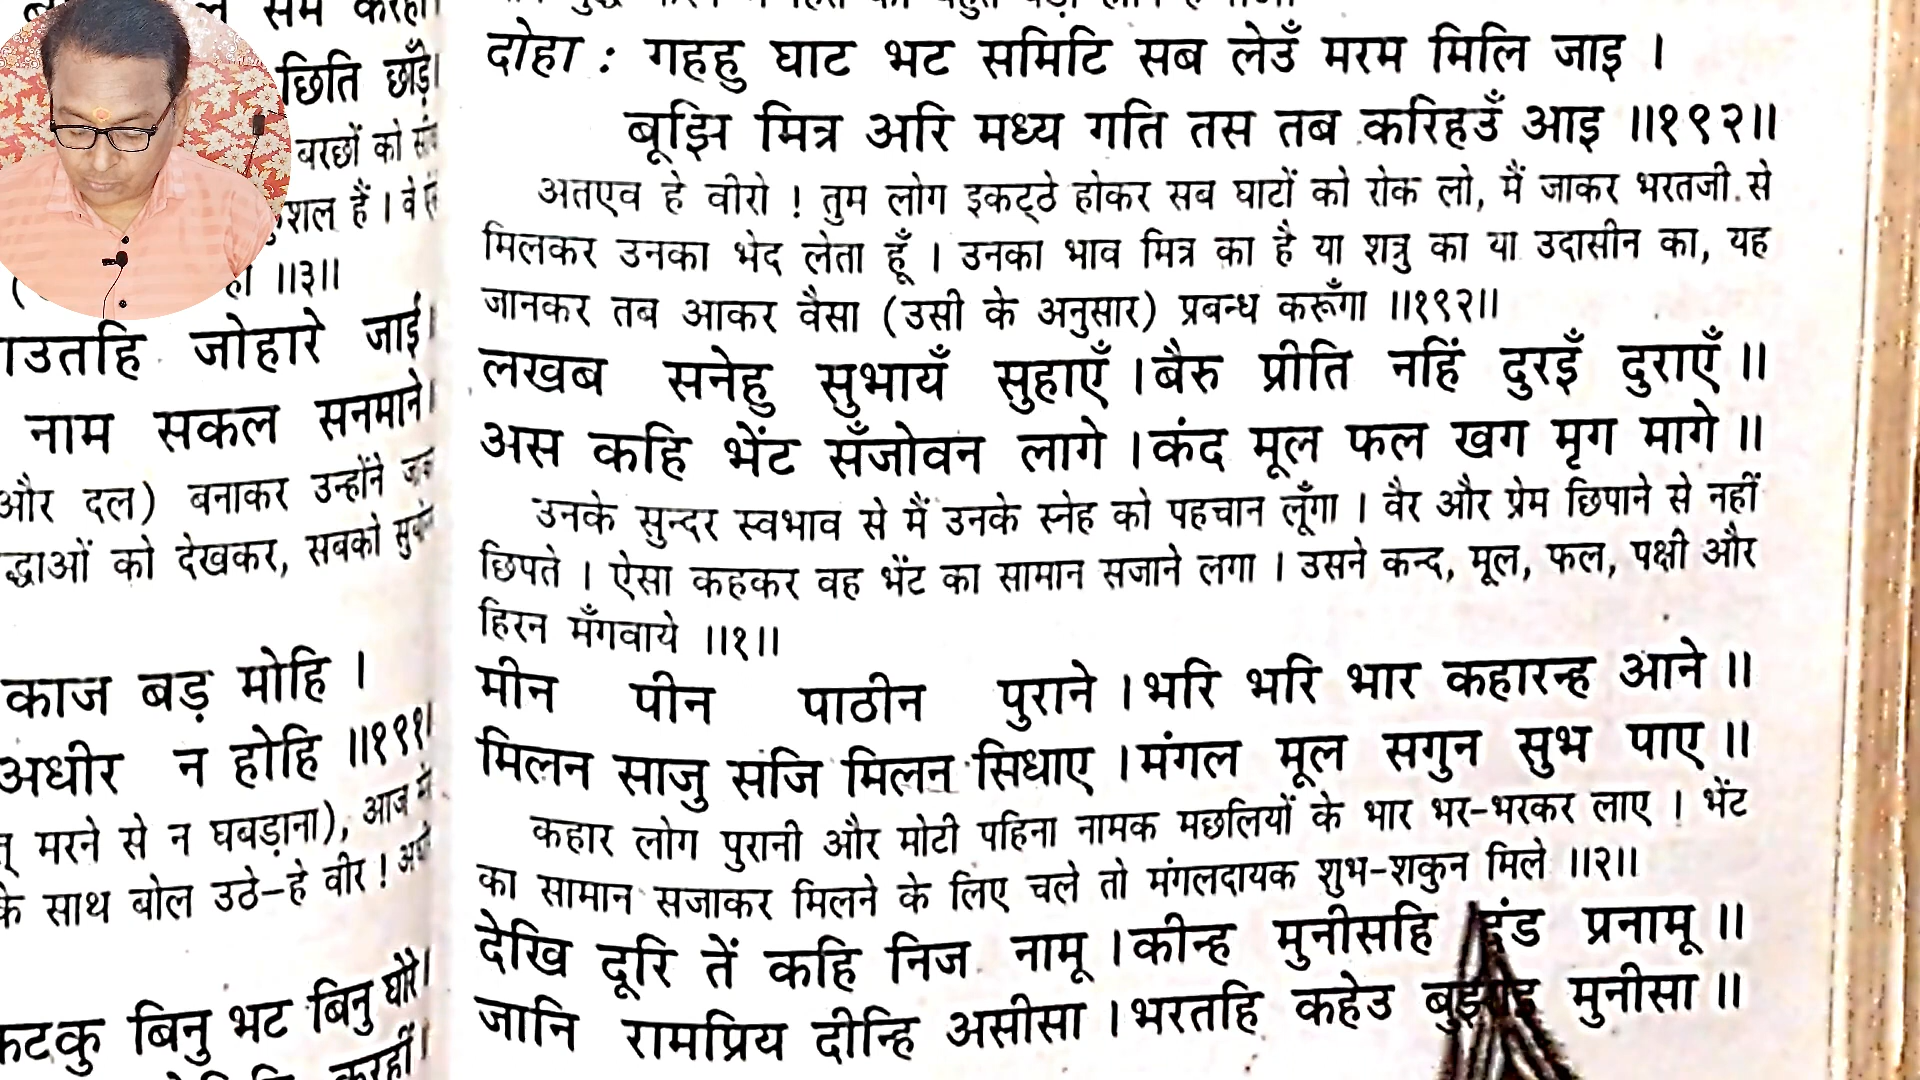 सम करहीं
छिति छाँड़े।
बरछों को
कुशल हैं । वे
॥३॥
राउतहि जोहारे जाई।
नाम सकल सनमाने।
और दल) बनाकर उन्होंने
द्धाओं को देखकर, सबको
काज बड़ मोहि ।
अधीर न होहि ॥१९१॥
मरने से न घबड़ाना), आज
के साथ बोल उठे–हे वीर !
कटकु बिनु भट बिनु घोरे।
करहीं।
दोहा : गहहु घाट भट समिटि सब लेउँ मरम मिलि जाइ ।
बूझि मित्र अरि मध्य गति तस तब करिहउँ आइ ॥१९२॥
अतएव हे वीरो ! तुम लोग इकट्ठे होकर सब घाटों को रोक लो, मैं जाकर भरतजी से
मिलकर उनका भेद लेता हूँ । उनका भाव मित्र का है या शत्रु का या उदासीन का, यह
जानकर तब आकर वैसा (उसी के अनुसार) प्रबन्ध करूँगा ॥१९२॥
लखब सनेहु सुभायँ सुहाएँ । बैरु प्रीति नहिं दुरइँ दुराएँ ॥
अस कहि भेंट सँजोवन लागे । कंद मूल फल खग मृग मागे ॥
उनके सुन्दर स्वभाव से मैं उनके स्नेह को पहचान लूँगा । वैर और प्रेम छिपाने से नहीं
छिपते । ऐसा कहकर वह भेंट का सामान सजाने लगा । उसने कन्द, मूल, फल, पक्षी और
हिरन मँगवाये ॥१॥
मीन पीन पाठीन पुराने । भरि भरि भार कहारन्ह आने ॥
मिलन साजु सजि मिलन सिधाए । मंगल मूल सगुन सुभ पाए ॥
कहार लोग पुरानी और मोटी पहिना नामक मछलियों के भार भर-भरकर लाए । भेंट
का सामान सजाकर मिलने के लिए चले तो मंगलदायक शुभ-शकुन मिले ॥२॥
देखि दूरि तें कहि निज नामू । कीन्ह मुनीसहि दंड प्रनामू ॥
जानि रामप्रिय दीन्हि असीसा । भरतहि कहेउ बुझाइ मुनीसा ॥